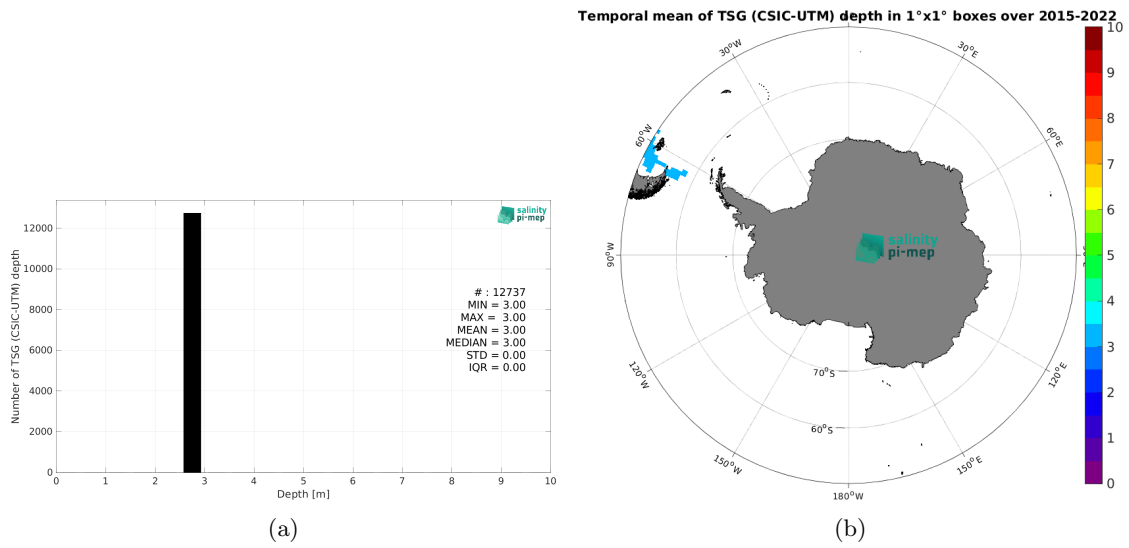 Temporal mean of TSG (CSIC-UTM) depth in 1°x1° boxes over 2015-2022
salinity
pi-mep
# : 12737
MIN = 3.00
MAX = 3.00
MEAN = 3.00
MEDIAN = 3.00
STD = 0.00
IQR = 0.00
Number of TSG (CSIC-UTM) depth
12000
10000
8000
6000
4000
2000
0
0 1 2 3 4 5 6 7 8 9 10
Depth [m]
(a)
30°W
30°E
60°W
60°E
90°W
salinity
pi-mep
120°W
120°E
70°S
60°S
150°W
150°E
180°W
10
9
8
7
6
5
4
3
2
1
0
(b)